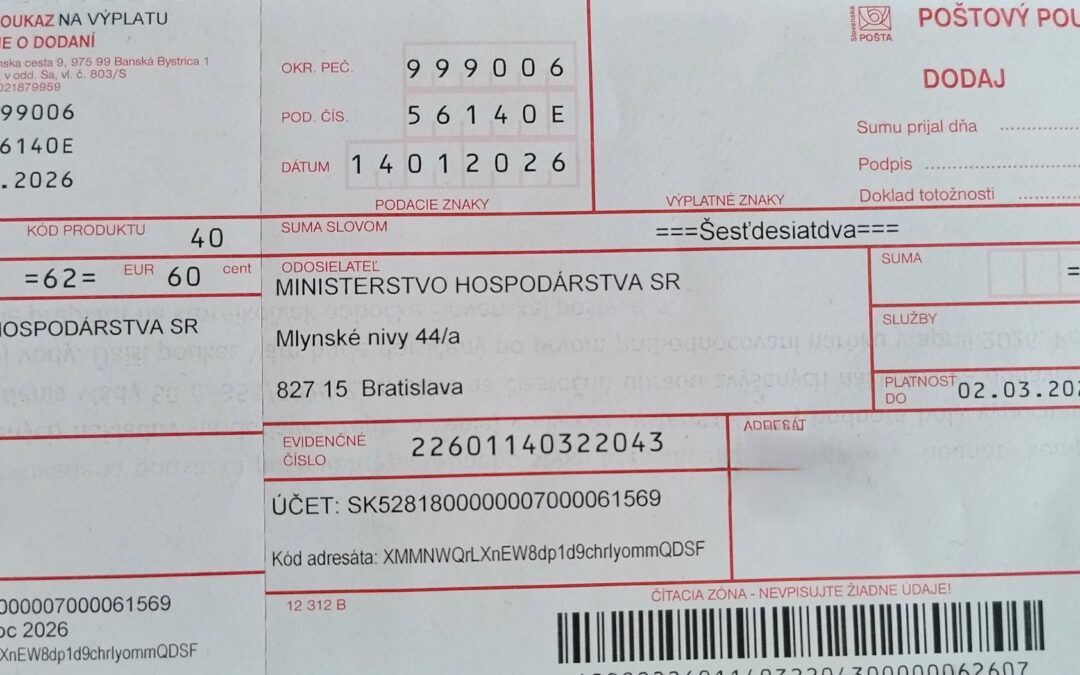 OUKAZ NA VÝPLATU
E O DODANÍ
nska cesta 9, 975 99 Banská Bystrica 1
v odd. Sa, vl. č. 803/S
021879959
99006
6140E
.2026
OKR. PEČ. 999006
POD. ČÍS. 56140E
DÁTUM 14012026
PODACIE ZNAKY
VÝPLATNÉ ZNAKY
Slovenská
POŠTA
POŠTOVÝ POU
DODAJ
Sumu prijal dňa
Podpis
Doklad totožnosti
KÓD PRODUKTU 40
SUMA SLOVOM
===Šesťdesiatdva===
=62= EUR 60 cent
HOSPODÁRSTVA SR
ODOSIELATEĽ
MINISTERSTVO HOSPODÁRSTVA SR
Mlynské nivy 44/a
827 15 Bratislava
SUMA =
SLUŽBY
PLATNOSŤ
DO 02.03.202
EVIDENČNÉ
ČÍSLO 22601140322043
ADRESÁT
ÚČET: SK5281800000007000061569
Kód adresáta: XMMNWQrLXnEW8dp1d9chrlyommQDSF
000007000061569
oc 2026
XnEW8dp1d9chrlyommQDSF
12 312 B
ČÍTACIA ZÓNA - NEVPISUJTE ŽIADNE ÚDAJE!